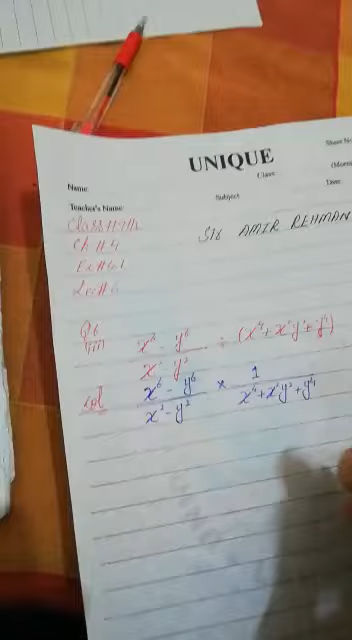 UNIQUE
Class
Name:
Subject
Date:
Teacher's Name:
Class # 9th
Sir AMIR REHMAN
Ch # 4
Ex # 4.1
Lec # 6
Q6
x⁶ - y⁶ / x² - y² ÷ (x⁴ + x²y² + y⁴)
Sol
x⁶ - y⁶ / x² - y² × 1 / x⁴ + x²y² + y⁴